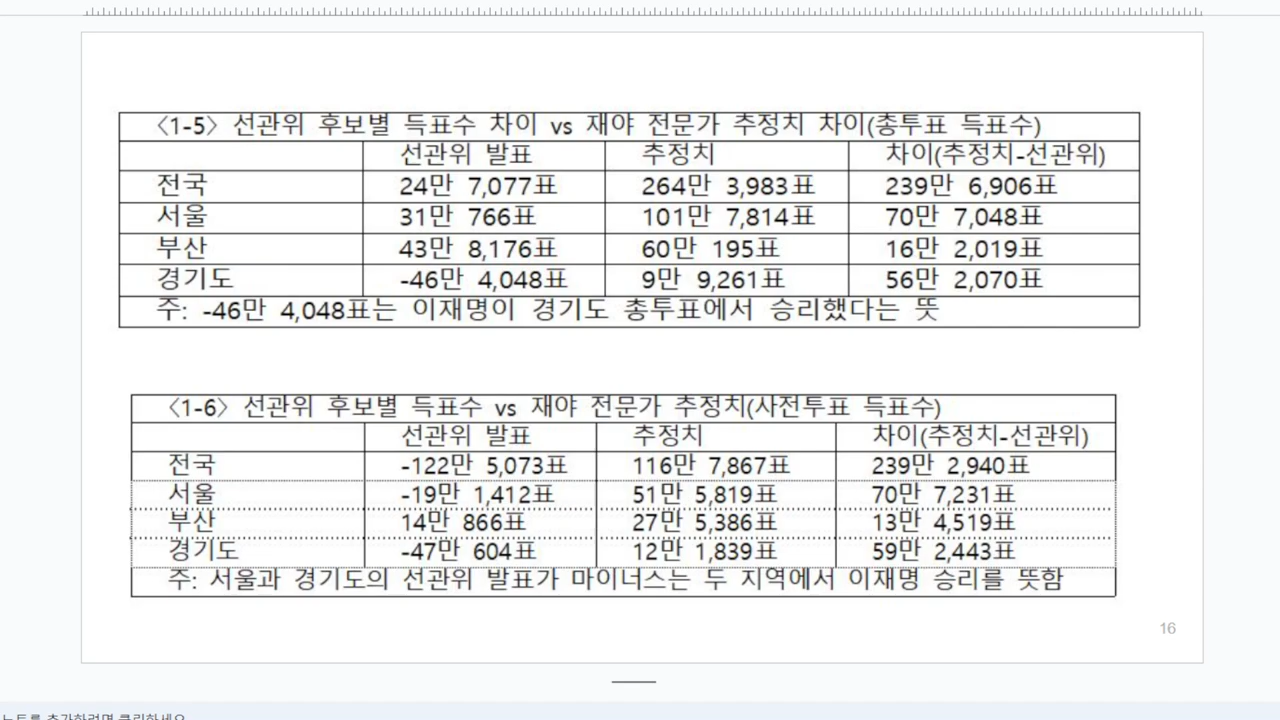 〈1-5〉 선관위 후보별 득표수 차이 vs 재야 전문가 추정치 차이(총투표 득표수)
선관위 발표 추정치 차이(추정치-선관위)
전국 24만 7,077표 264만 3,983표 239만 6,906표
서울 31만 766표 101만 7,814표 70만 7,048표
부산 43만 8,176표 60만 195표 16만 2,019표
경기도 -46만 4,048표 9만 9,261표 56만 2,070표
주: -46만 4,048표는 이재명이 경기도 총투표에서 승리했다는 뜻
〈1-6〉 선관위 후보별 득표수 vs 재야 전문가 추정치(사전투표 득표수)
선관위 발표 추정치 차이(추정치-선관위)
전국 -122만 5,073표 116만 7,867표 239만 2,940표
서울 -19만 1,412표 51만 5,819표 70만 7,231표
부산 14만 866표 27만 5,386표 13만 4,519표
경기도 -47만 604표 12만 1,839표 59만 2,443표
주: 서울과 경기도의 선관위 발표가 마이너스는 두 지역에서 이재명 승리를 뜻함
16
노트를 추가하려면 클릭하세요